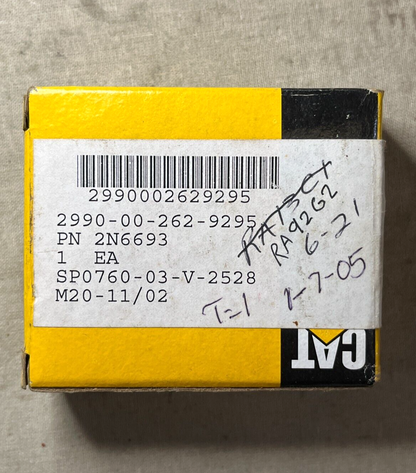 2990002629295
2990-00-262-9295
PN 2N6693
1 EA
SP0760-03-V-2528
M20-11/02
RA92G2
6-21
1-7-05
T=1
CAT